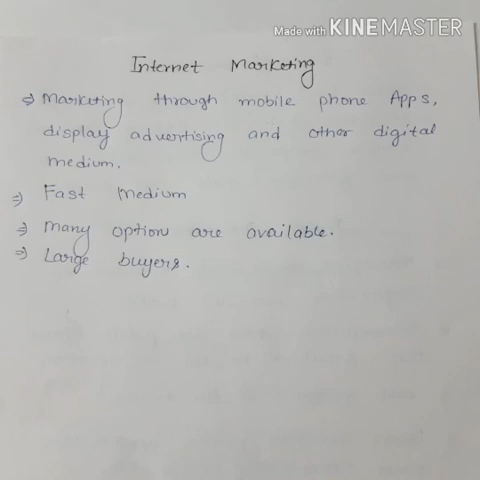 Made with KINEMASTER
Internet Marketing
⇒ Marketing through mobile phone Apps,
display advertising and other digital
medium.
⇒ Fast Medium
⇒ Many option are available.
⇒ Large buyers.